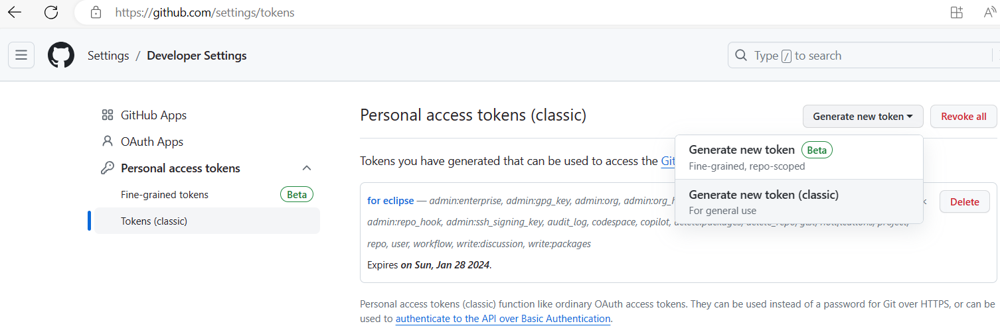 https://github.com/settings/tokens
Settings / Developer Settings
Type / to search
GitHub Apps
OAuth Apps
Personal access tokens
Fine-grained tokens Beta
Tokens (classic)
Personal access tokens (classic)
Generate new token
Revoke all
Generate new token Beta
Fine-grained, repo-scoped
Generate new token (classic)
For general use
Tokens you have generated that can be used to access the Git
for eclipse — admin:enterprise, admin:gpg_key, admin:org,
Delete
admin:repo_hook, admin:ssh_signing_key, audit_log, codespace, copilot, delete:packages, delete_repo, gist, notifications, project,
repo, user, workflow, write:discussion, write:packages
Expires on Sun, Jan 28 2024.
Personal access tokens (classic) function like ordinary OAuth access tokens. They can be used instead of a password for Git over HTTPS, or can be
used to authenticate to the API over Basic Authentication.